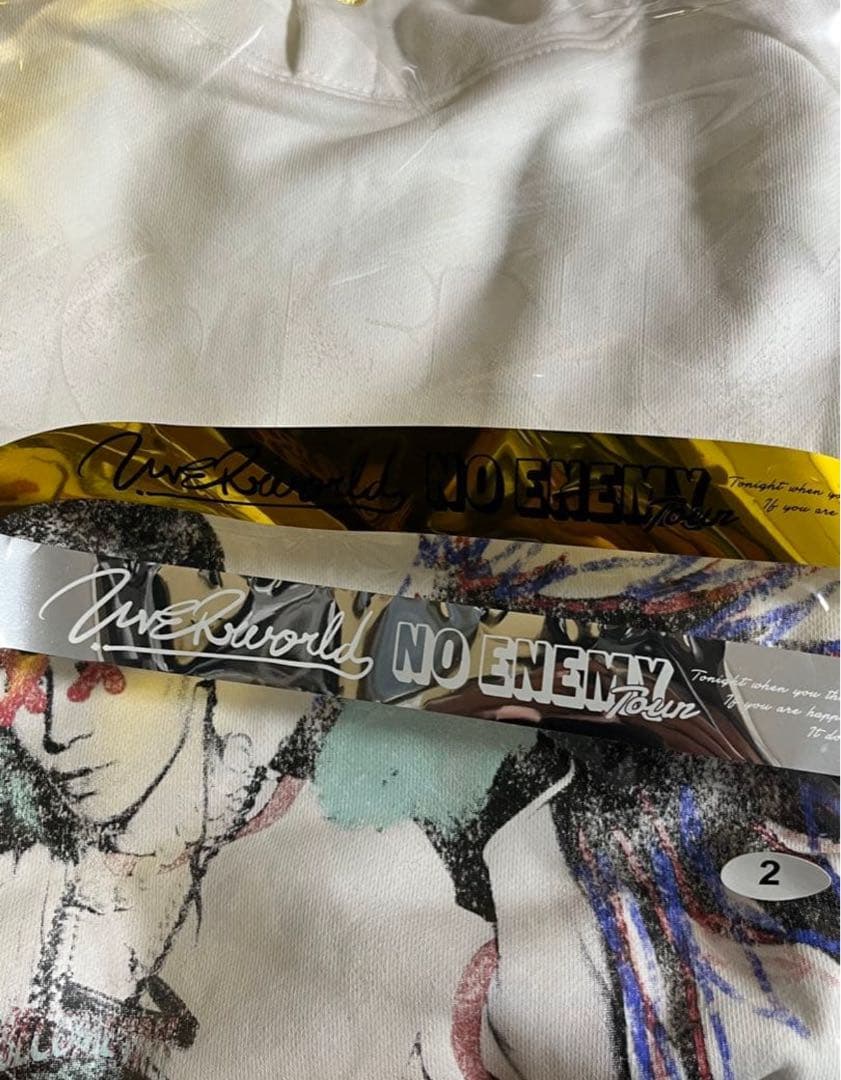 UVERworld NO ENEMY Tour
Tonight when yo
If you are
UVERworld NO ENEMY Tour
Tonight when you th
If you are happ
It do
2